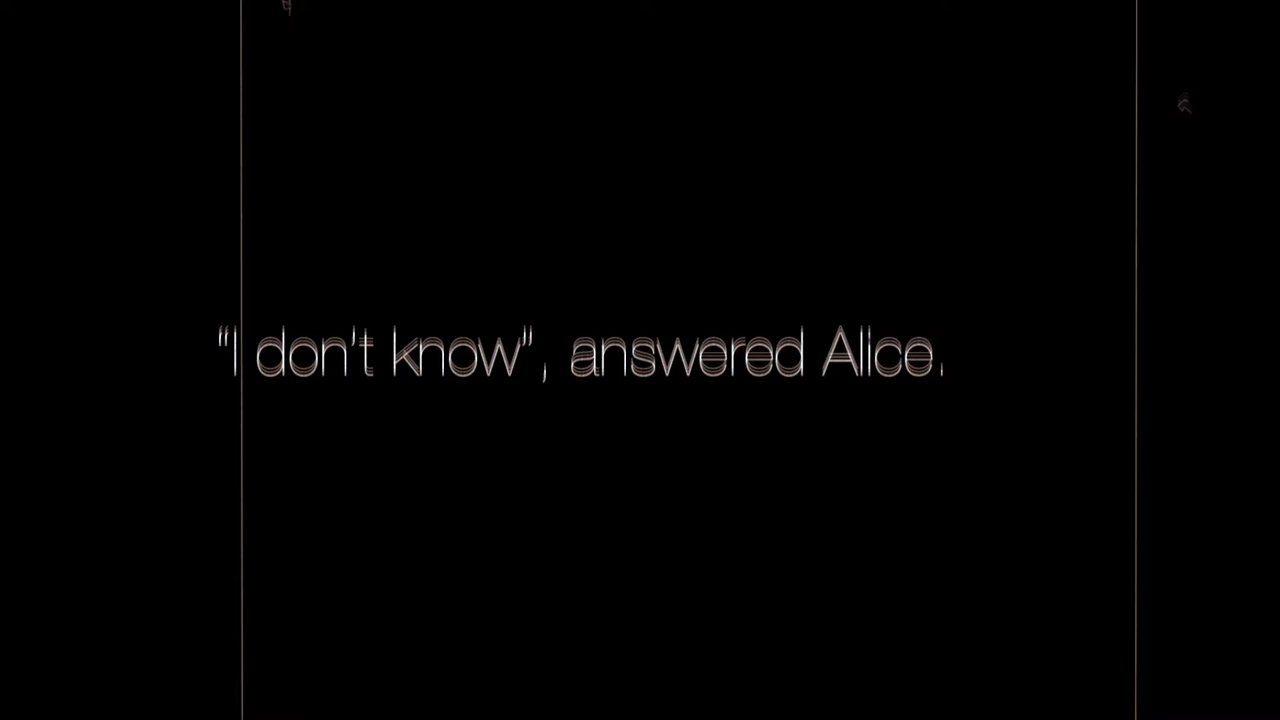 “I don’t know”, answered Alice.